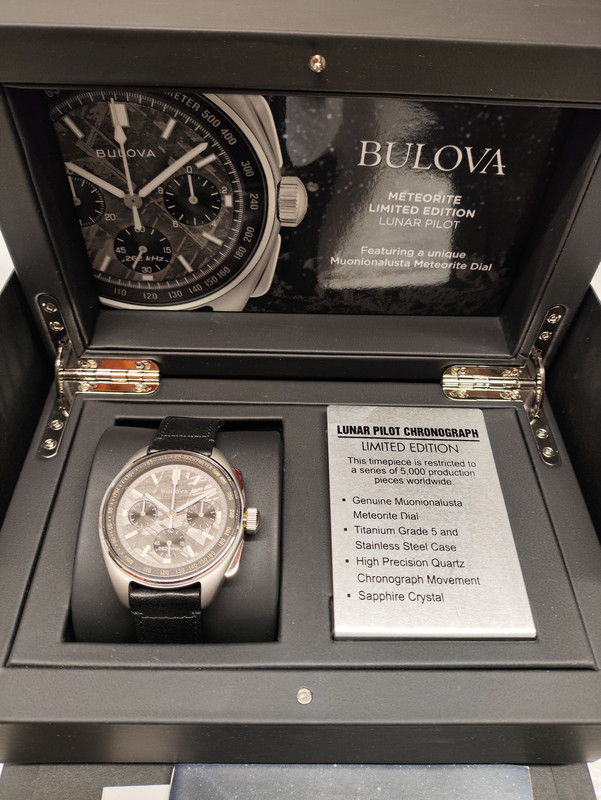 BULOVA
METEORITE
LIMITED EDITION
LUNAR PILOT
Featuring a unique
Muonionalusta Meteorite Dial
METER 500 400 300 240 200 180 160 150 140 130 120 110
BULOVA
60
45 15
262 kHz
30
LUNAR PILOT CHRONOGRAPH
LIMITED EDITION
This timepiece is restricted to
a series of 5,000 production
pieces worldwide.
• Genuine Muonionalusta
Meteorite Dial
• Titanium Grade 5 and
Stainless Steel Case
• High Precision Quartz
Chronograph Movement
• Sapphire Crystal
BULOVA